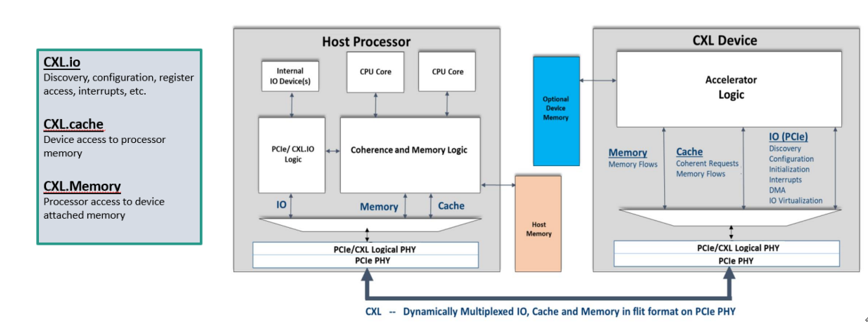 CXL.io
Discovery, configuration, register
access, interrupts, etc.
CXL.cache
Device access to processor
memory
CXL.Memory
Processor access to device
attached memory
Host Processor
Internal
IO Device(s)
CPU Core
CPU Core
PCIe/ CXL.IO
Logic
Coherence and Memory Logic
IO
Memory
Cache
PCIe/CXL Logical PHY
PCIe PHY
Optional
Device
Memory
Host
Memory
CXL Device
Accelerator
Logic
Memory
Memory Flows
Cache
Coherent Requests
Memory Flows
IO (PCIe)
Discovery
Configuration
Initialization
Interrupts
DMA
IO Virtualization
PCIe/CXL Logical PHY
PCIe PHY
CXL -- Dynamically Multiplexed IO, Cache and Memory in flit format on PCIe PHY